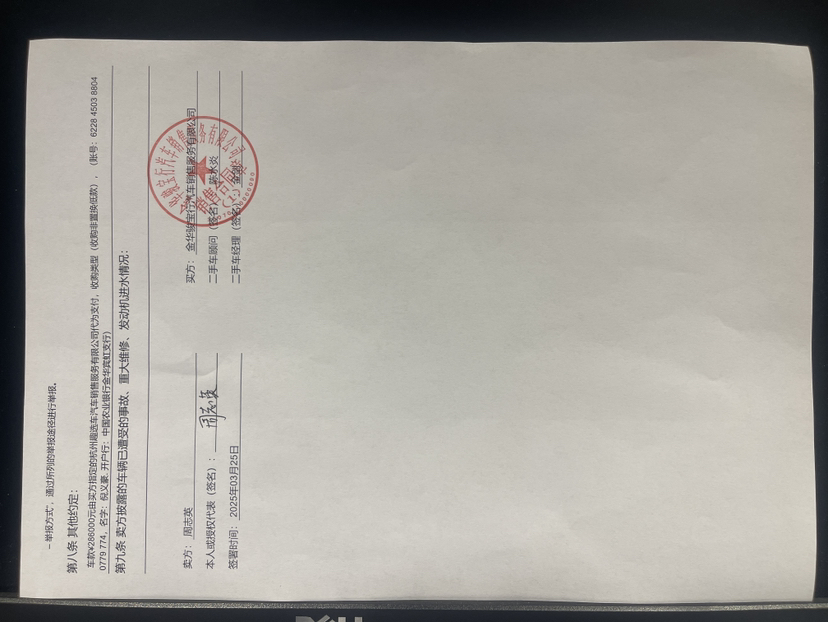 – 举报方式”，通过所列的举报途径进行举报。
第八条 其他约定：
车款¥286000元由买方指定的杭州趣选车汽车销售服务有限公司代为支付，收购类型（收购非置换低款），（账号：6228 4503 8804
0779 774，名字：倪义豪, 开户行：中国农业银行金华宾虹支行）
第九条 卖方披露的车辆已遭受的事故、重大维修、发动机进水情况：
卖方：周志英
买方：金华骏宝行汽车销售服务有限公司
本人或授权代表（签名）：周志英
二手车顾问（签名）
二手车经理（签名）
签署时间：2025年03月25日